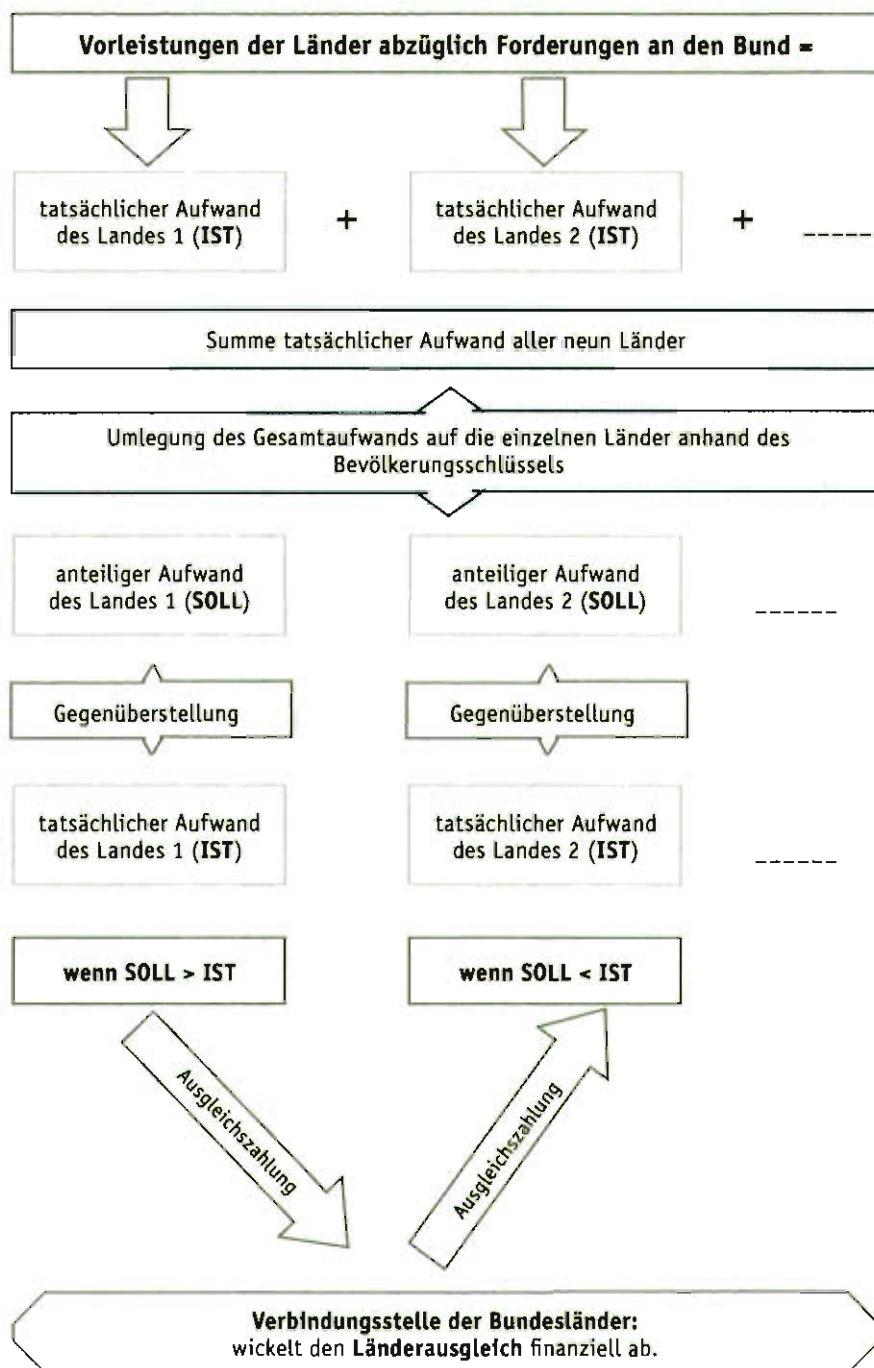 Vorleistungen der Länder abzüglich Forderungen an den Bund =
tatsächlicher Aufwand
des Landes 1 (IST)
+
tatsächlicher Aufwand
des Landes 2 (IST)
+
------
Summe tatsächlicher Aufwand aller neun Länder
Umlegung des Gesamtaufwands auf die einzelnen Länder anhand des
Bevölkerungsschlüssels
anteiliger Aufwand
des Landes 1 (SOLL)
anteiliger Aufwand
des Landes 2 (SOLL)
------
Gegenüberstellung
Gegenüberstellung
tatsächlicher Aufwand
des Landes 1 (IST)
tatsächlicher Aufwand
des Landes 2 (IST)
------
wenn SOLL > IST
wenn SOLL < IST
Ausgleichszahlung
Ausgleichszahlung
Verbindungsstelle der Bundesländer:
wickelt den Länderausgleich finanziell ab.